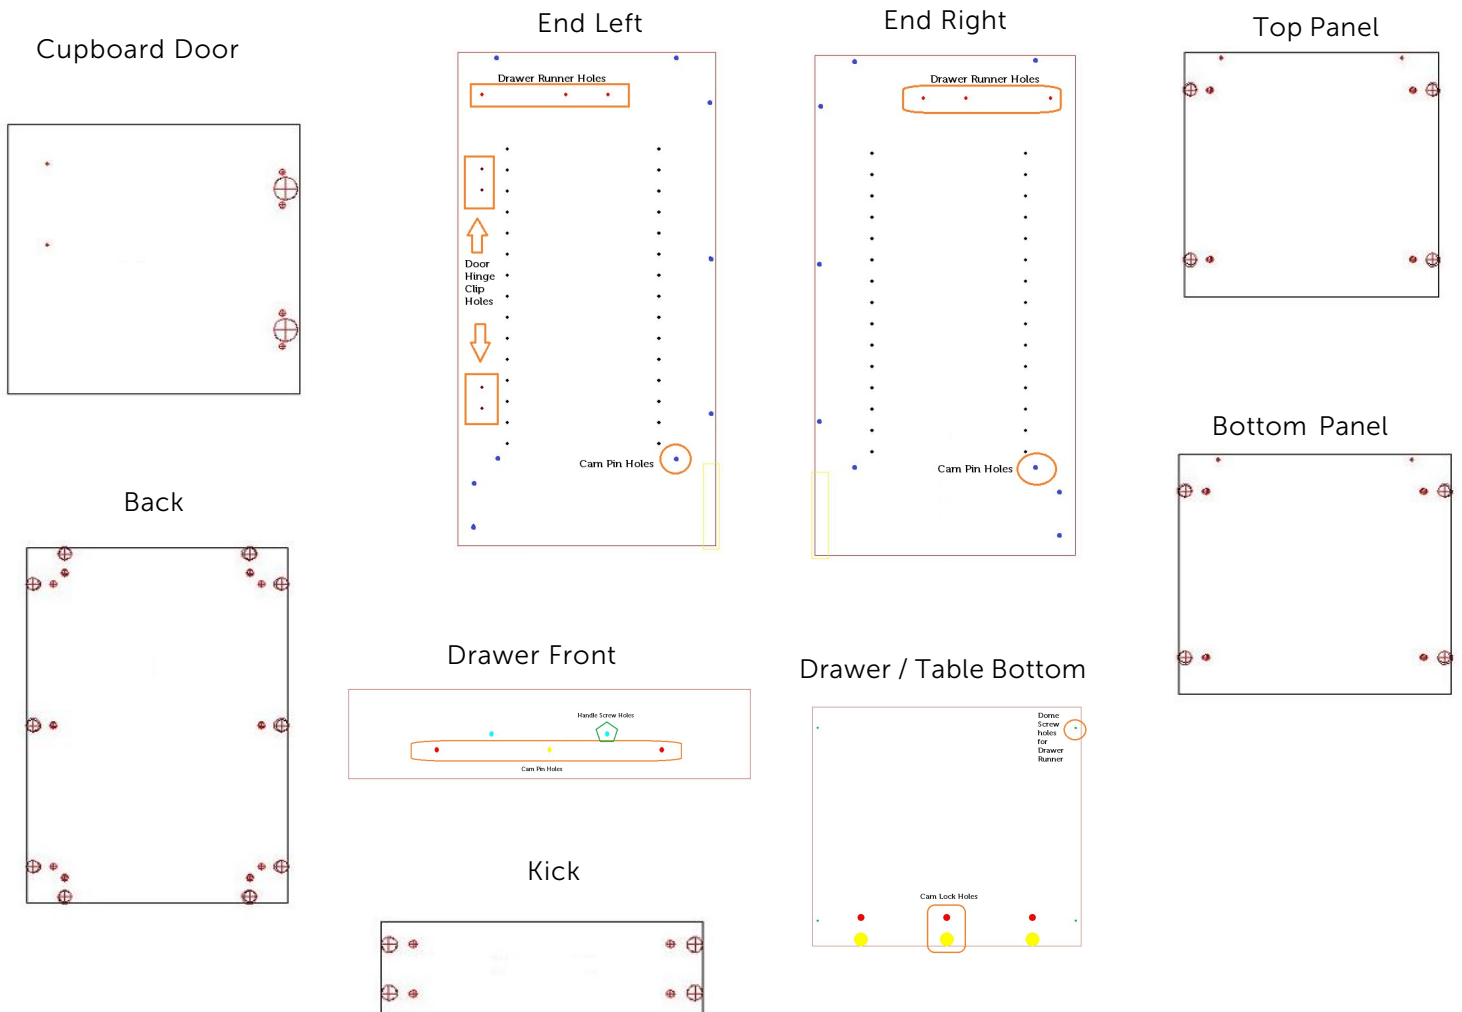 End Left
End Right
Top Panel
Cupboard Door
Drawer Runner Holes
Drawer Runner Holes
Door
Hinge
Clip
Holes
Cam Pin Holes
Cam Pin Holes
Bottom Panel
Back
Drawer Front
Handle Screw Holes
Cam Pin Holes
Drawer / Table Bottom
Dome
Screw
holes
for
Drawer
Runner
Cam Lock Holes
Kick